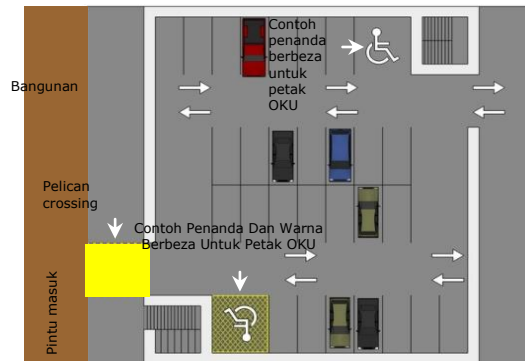 Contoh
penanda
berbeza
untuk
petak
OKU
Bangunan
Pelican
crossing
Contoh Penanda Dan Warna
Berbeza Untuk Petak OKU
Pintu masuk